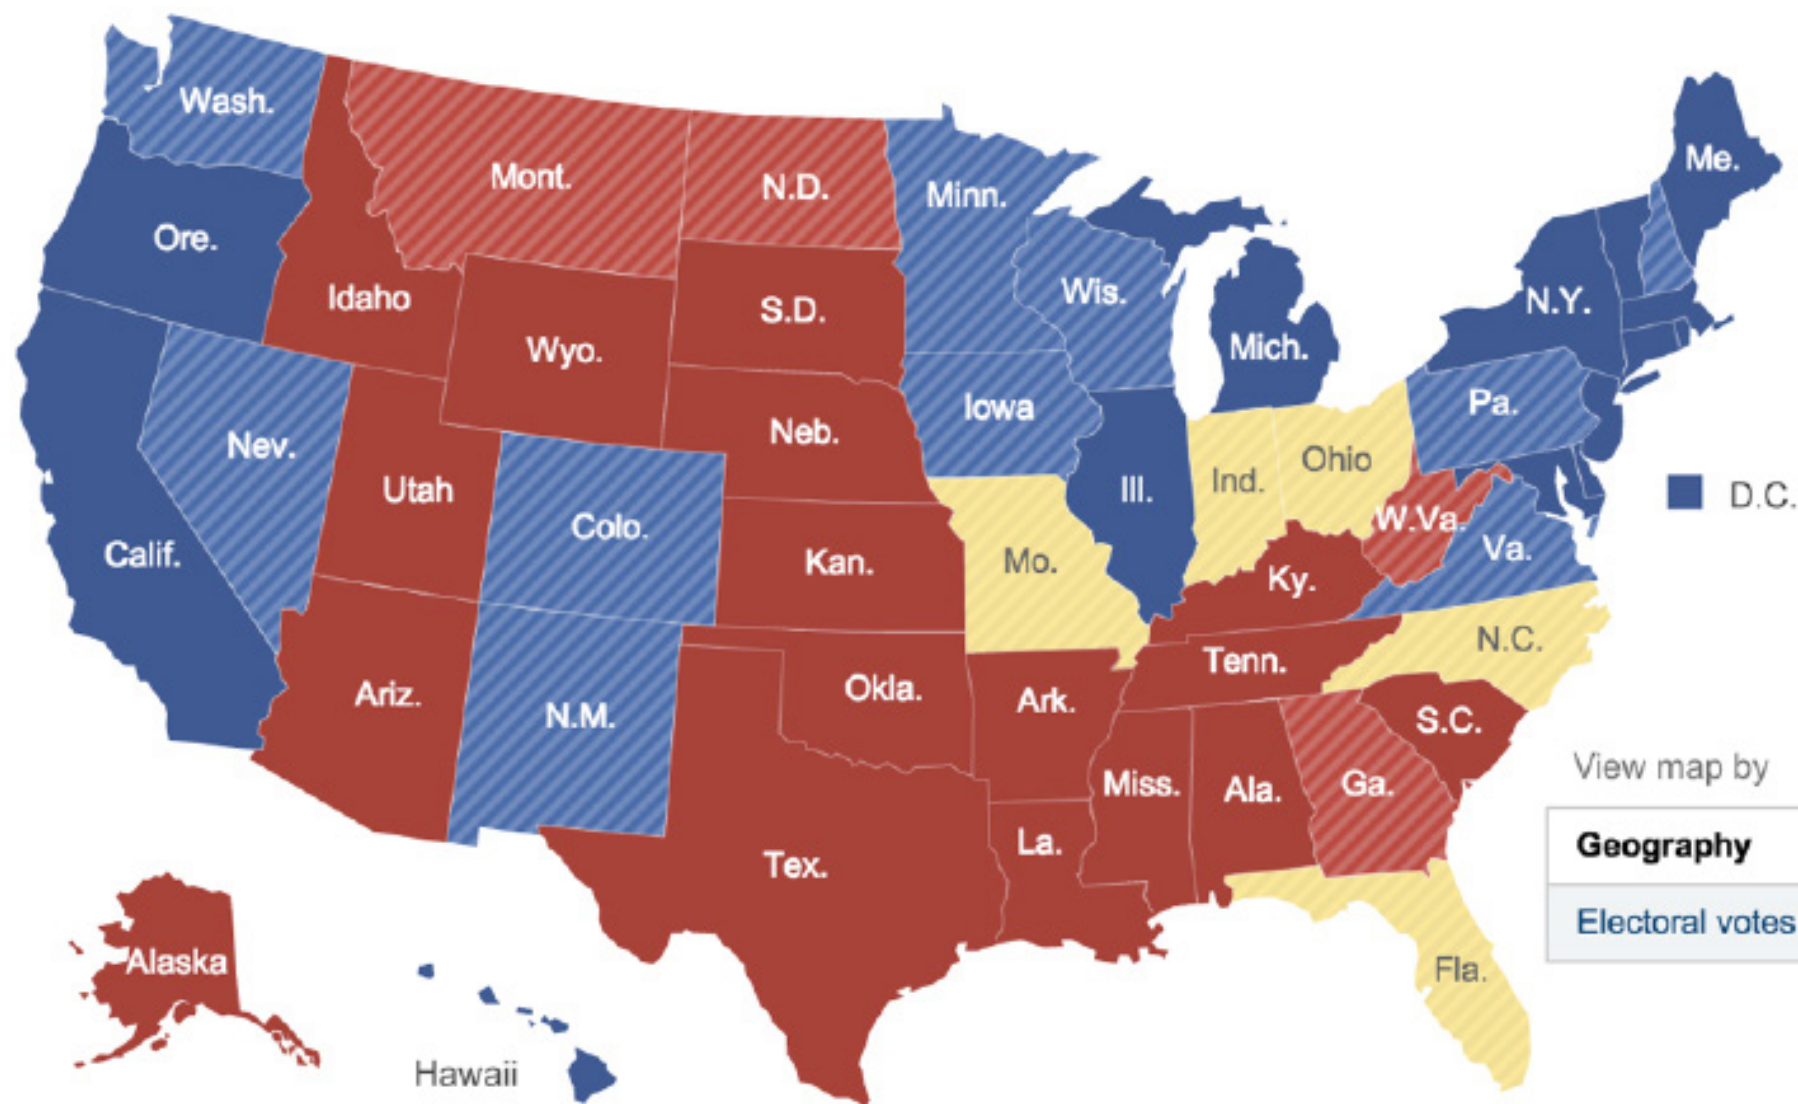 Wash.
Mont.
N.D.
Minn.
Me.
Ore.
Idaho
Wyo.
S.D.
Wis.
Mich.
N.Y.
Nev.
Utah
Colo.
Neb.
Iowa
Ill.
Ind.
Ohio
Pa.
D.C.
Calif.
Kan.
Mo.
Ky.
W.Va.
Va.
Ariz.
N.M.
Okla.
Ark.
Tenn.
N.C.
S.C.
Tex.
La.
Miss.
Ala.
Ga.
Fla.
Alaska
Hawaii
View map by
Geography
Electoral votes